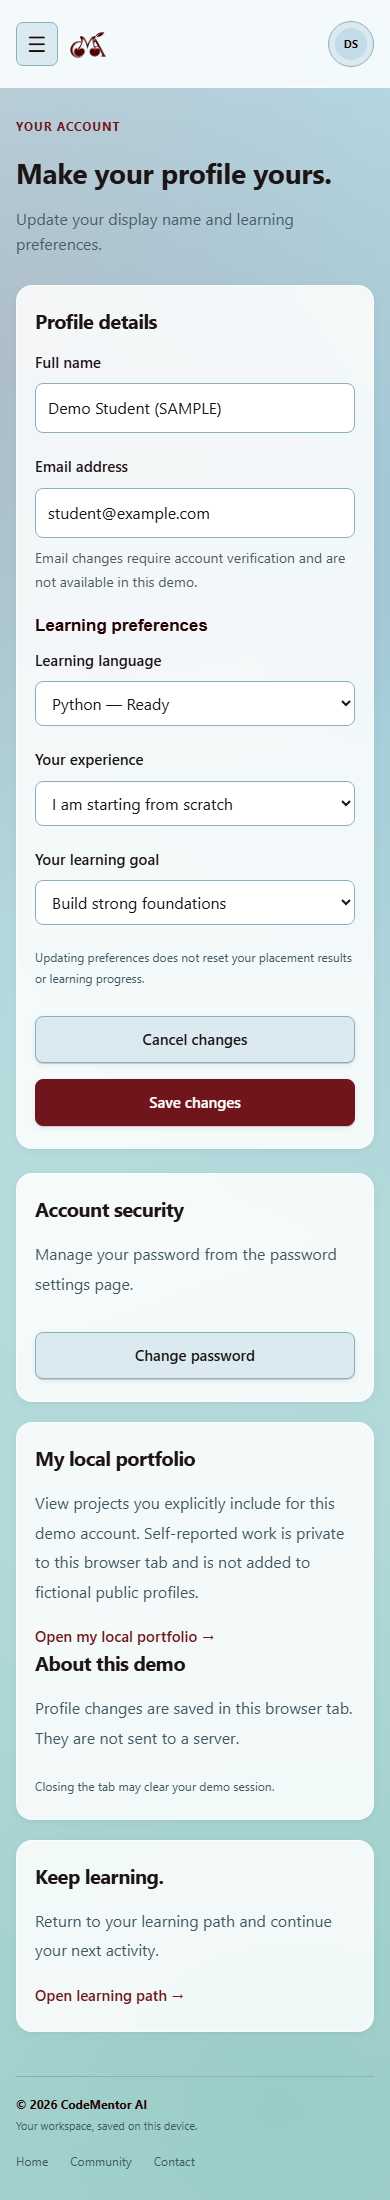 ☰
DS
YOUR ACCOUNT
Make your profile yours.
Update your display name and learning
preferences.
Profile details
Full name
Demo Student (SAMPLE)
Email address
student@example.com
Email changes require account verification and are
not available in this demo.
Learning preferences
Learning language
Python — Ready
Your experience
I am starting from scratch
Your learning goal
Build strong foundations
Updating preferences does not reset your placement results
or learning progress.
Cancel changes
Save changes
Account security
Manage your password from the password
settings page.
Change password
My local portfolio
View projects you explicitly include for this
demo account. Self-reported work is private
to this browser tab and is not added to
fictional public profiles.
Open my local portfolio →
About this demo
Profile changes are saved in this browser tab.
They are not sent to a server.
Closing the tab may clear your demo session.
Keep learning.
Return to your learning path and continue
your next activity.
Open learning path →
© 2026 CodeMentor AI
Your workspace, saved on this device.
Home Community Contact